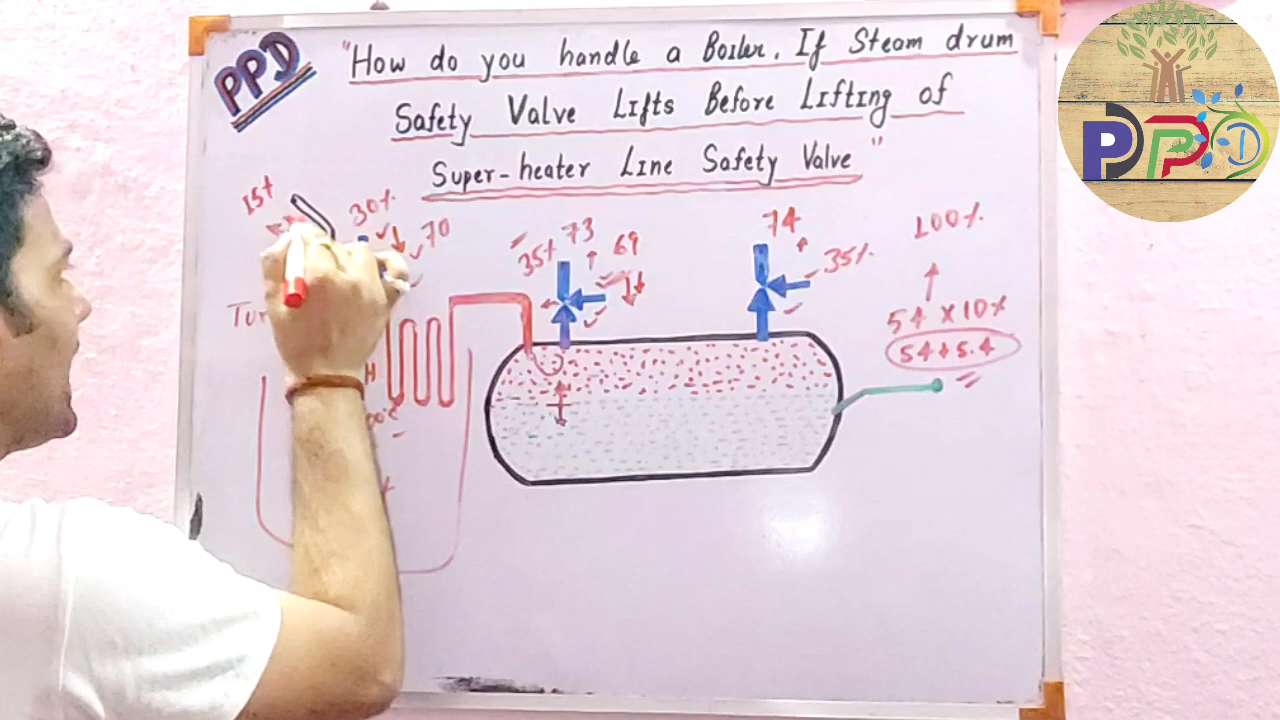 PPD
"How do you handle a Boiler. If Steam drum
Safety Valve Lifts Before Lifting of
Super-heater Line Safety Valve"
PPD
15t
30%
70
35%
73
69
74
35%
100%
54 x 10%
54+5.4
H